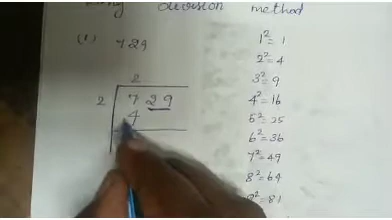 Long division method
(1) 729
2
2 7 29
4
1² = 1
2² = 4
3² = 9
4² = 16
5² = 25
6² = 36
7² = 49
8² = 64
9² = 81